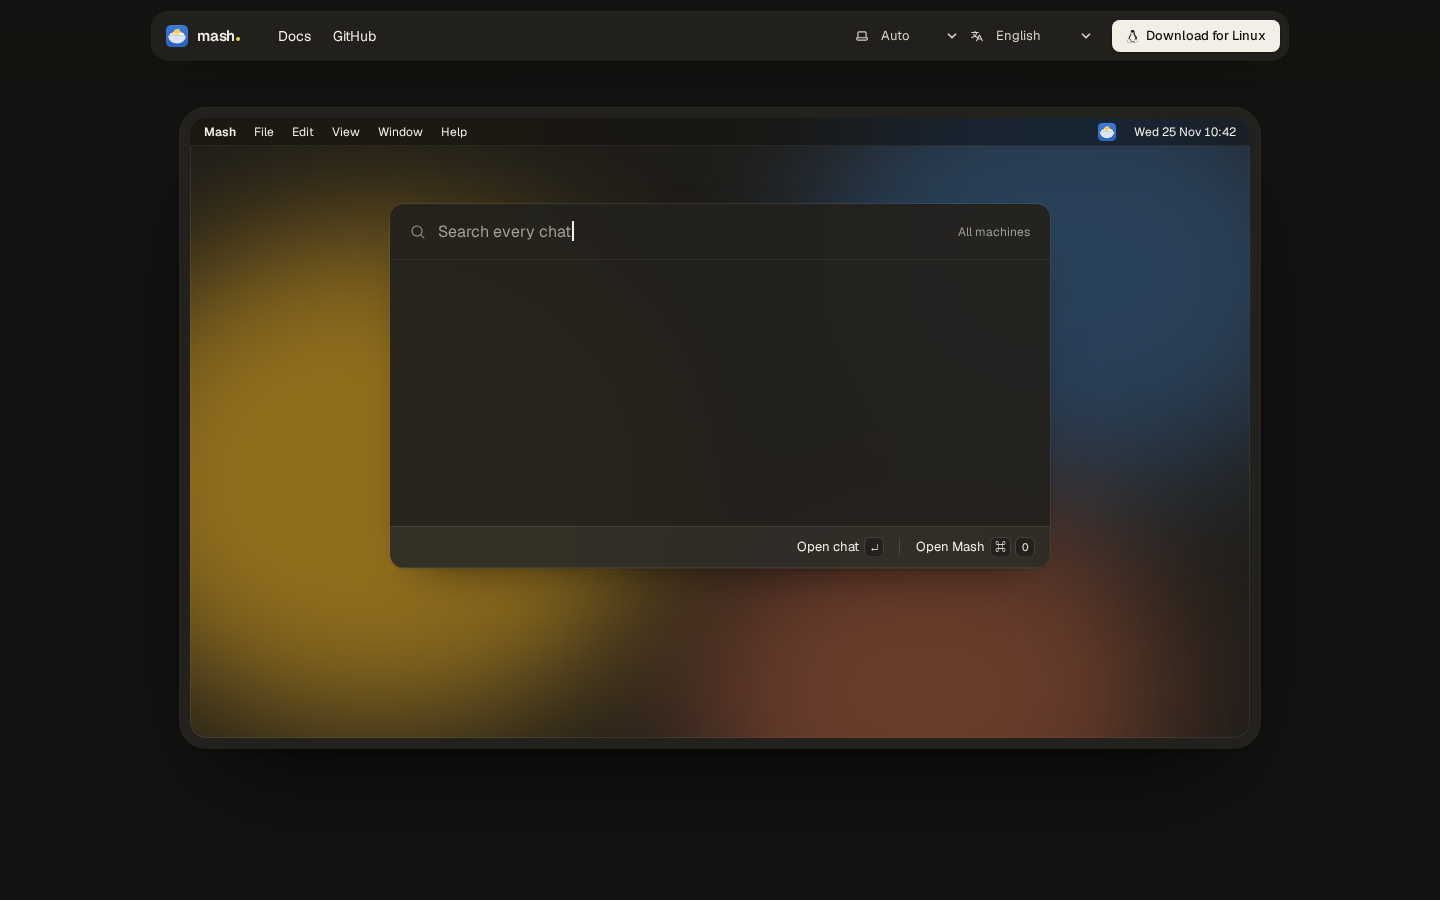 mash.
Docs
GitHub
Auto
English
Download for Linux
Mash File Edit View Window Help
Wed 25 Nov 10:42
Search every chat
All machines
Open chat ↵
Open Mash ⌘ 0